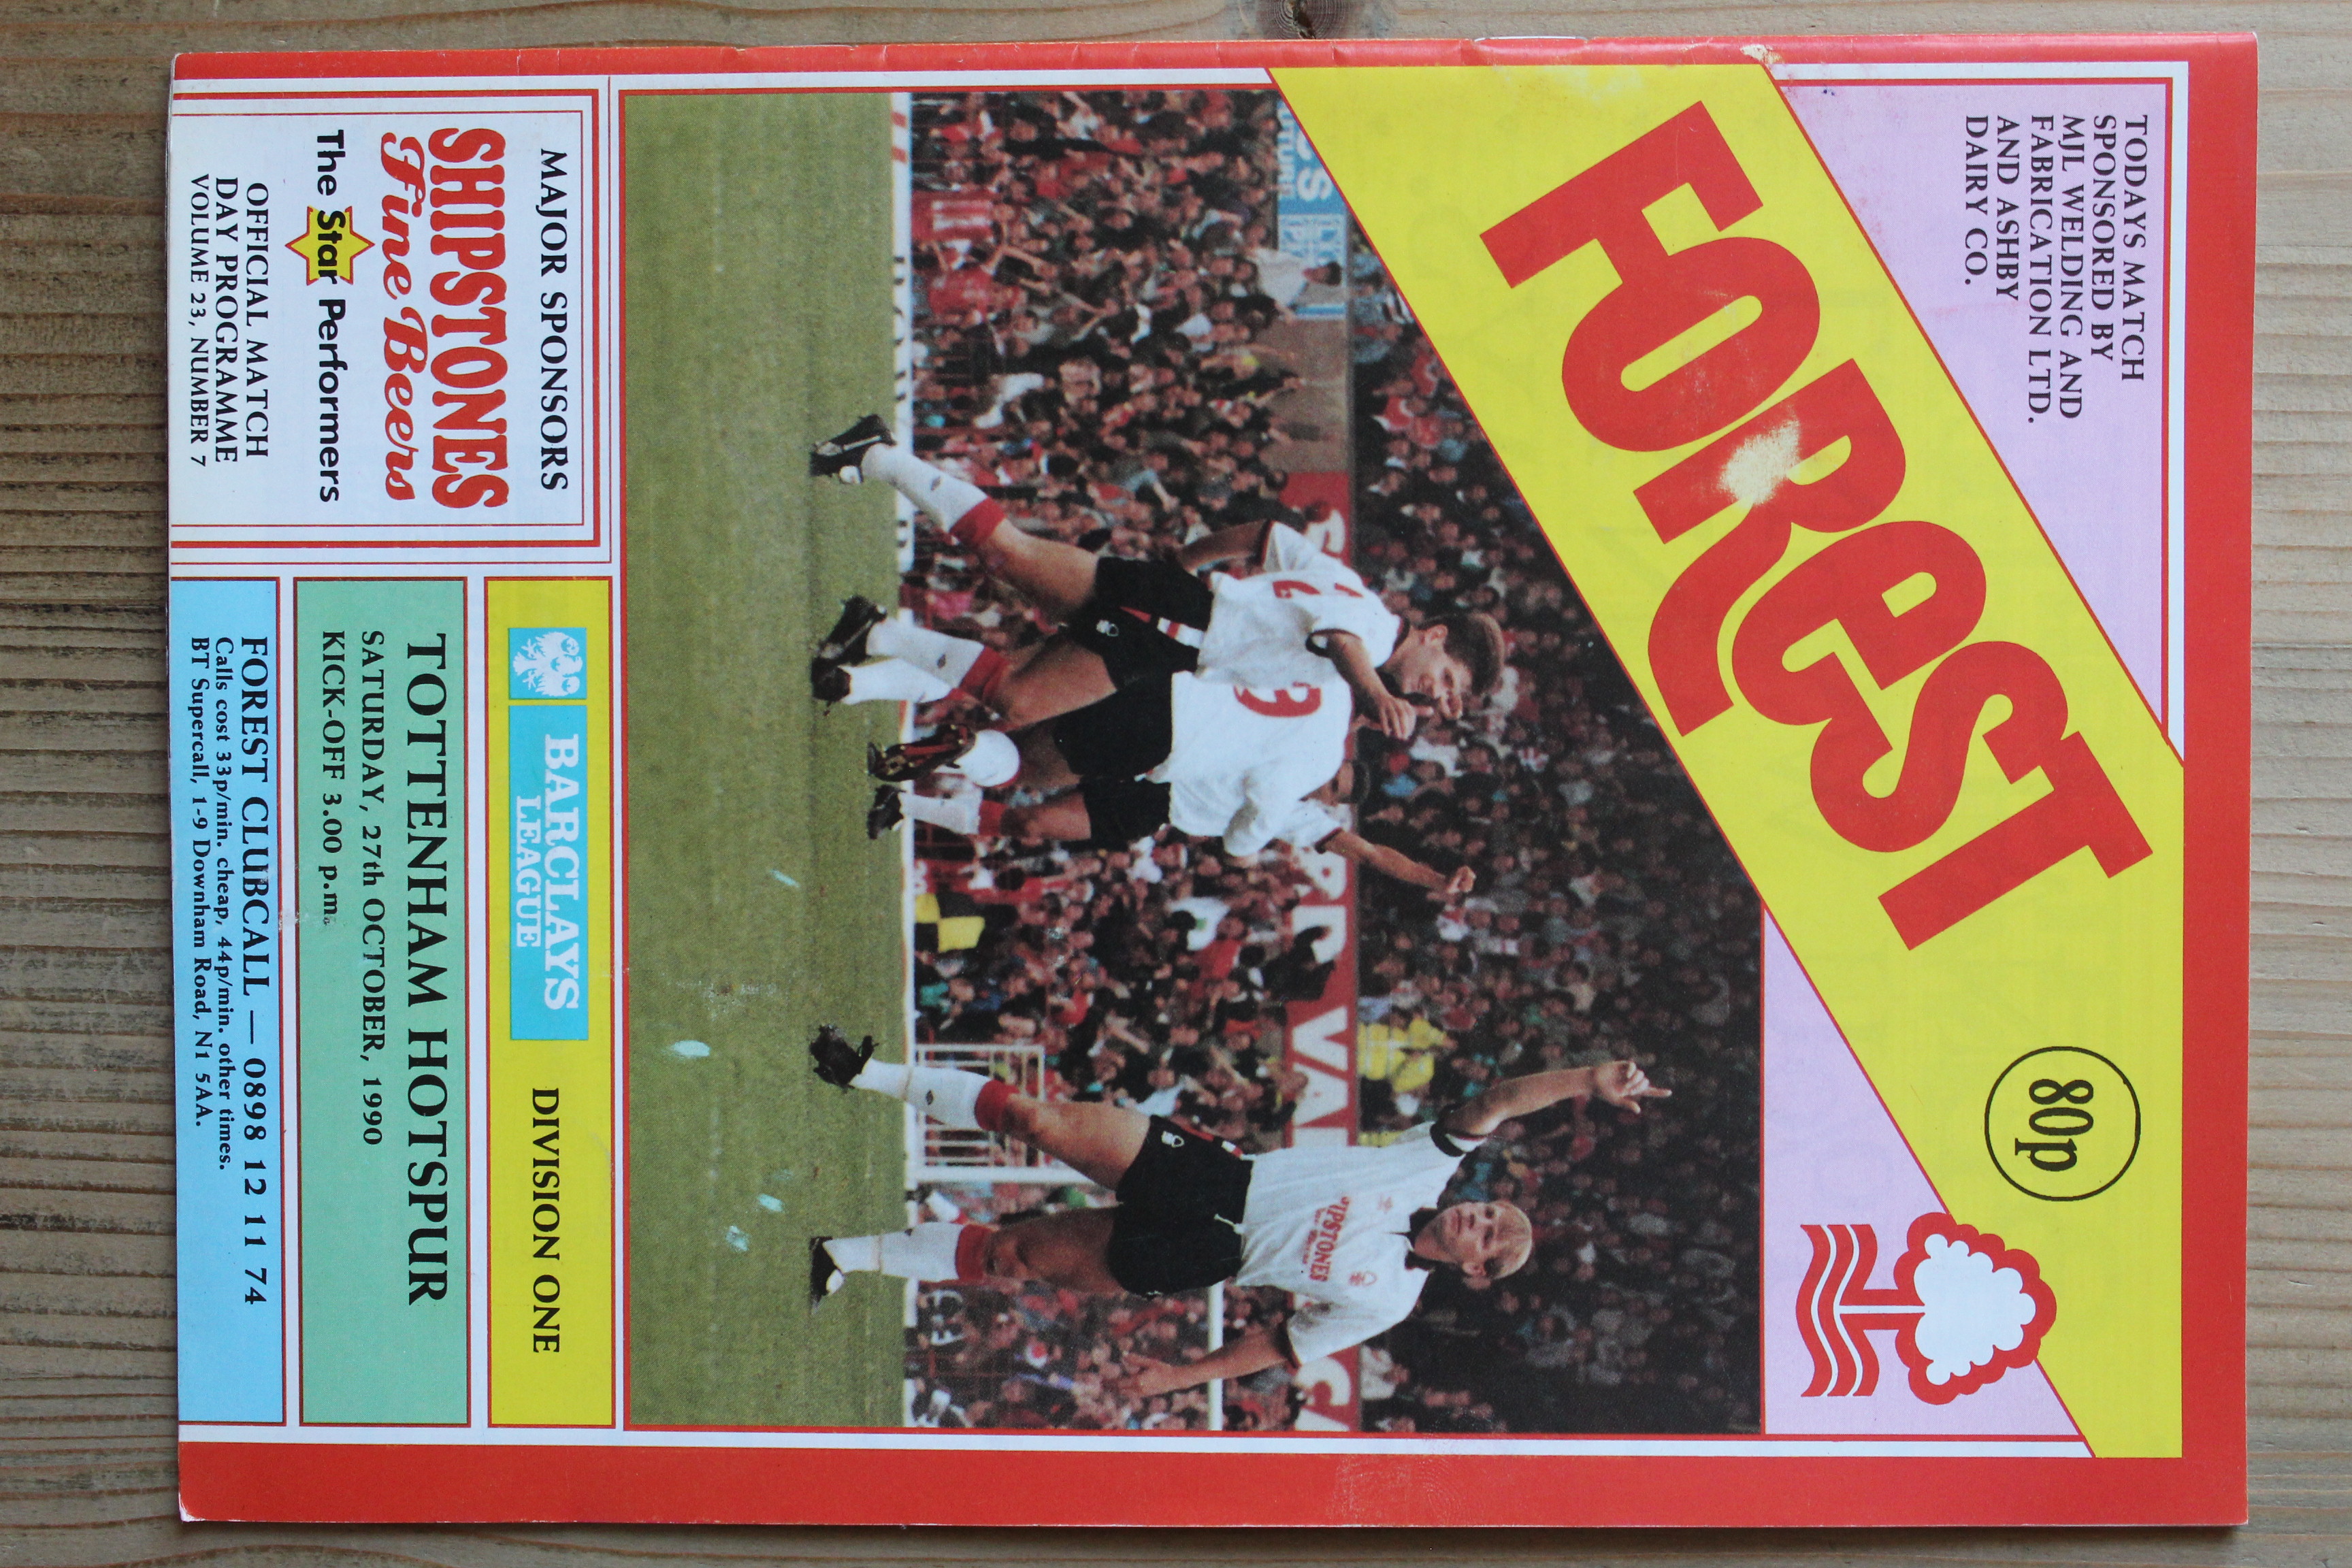 TODAYS MATCH
SPONSORED BY
MJL WELDING AND
FABRICATION LTD.
AND ASHBY
DAIRY CO.
FOREST
80p
SHIPSTONES
2
3
MAJOR SPONSORS
SHIPSTONES
Fine Beers
The Star Performers
OFFICIAL MATCH
DAY PROGRAMME
VOLUME 23, NUMBER 7
BARCLAYS
LEAGUE
DIVISION ONE
TOTTENHAM HOTSPUR
SATURDAY, 27th OCTOBER, 1990
KICK-OFF 3.00 p.m.
FOREST CLUBCALL — 0898 12 11 74
Calls cost 33p/min. cheap, 44p/min. other times.
BT Supercall, 1-9 Downham Road, N1 5AA.